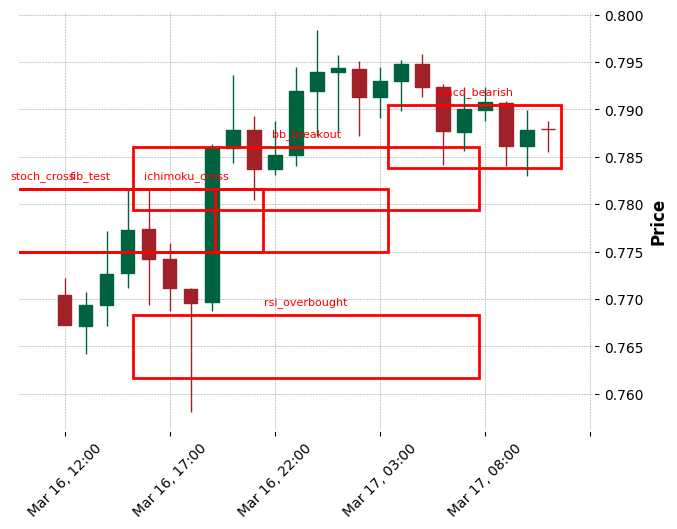 0.800
0.795
0.790
0.785
0.780
0.775
0.770
0.765
0.760
Price
macd_bearish
bb_breakout
stoch_cross
fib_test
ichimoku_cross
rsi_overbought
Mar 16, 12:00
Mar 16, 17:00
Mar 16, 22:00
Mar 17, 03:00
Mar 17, 08:00